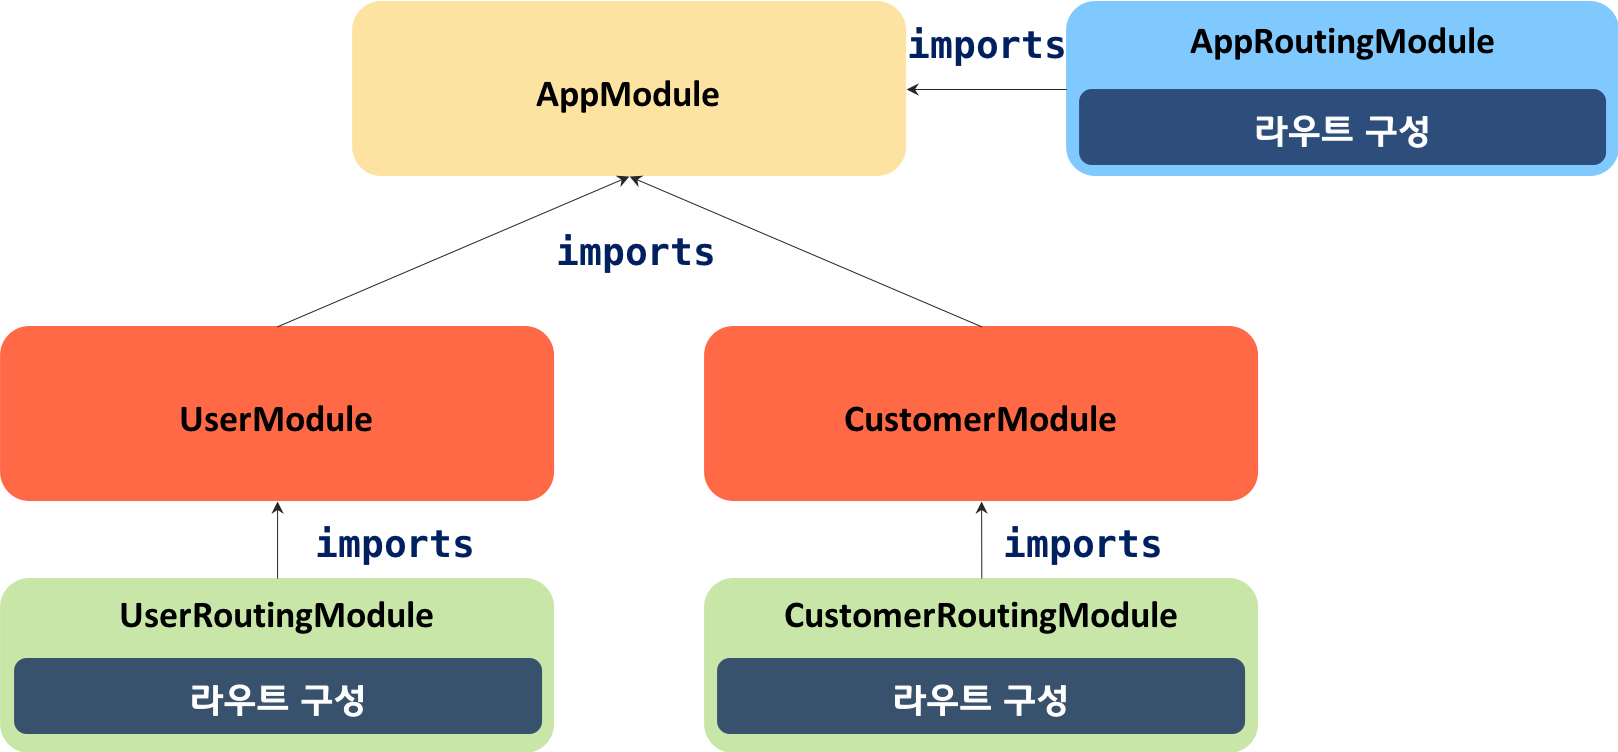 AppModule
imports
AppRoutingModule
라우트 구성
imports
UserModule
CustomerModule
imports
imports
UserRoutingModule
라우트 구성
CustomerRoutingModule
라우트 구성